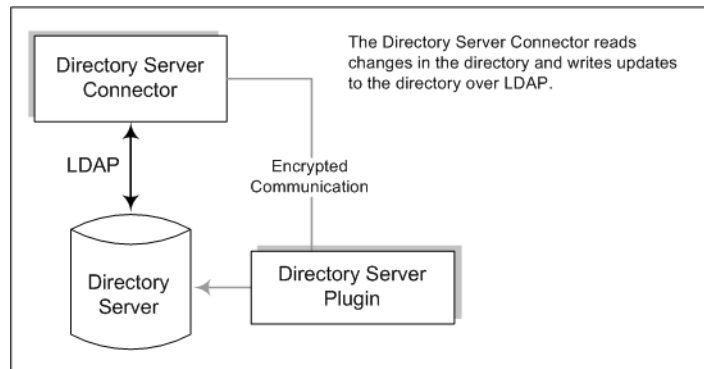 Directory Server
Connector
The Directory Server Connector reads
changes in the directory and writes updates
to the directory over LDAP.
LDAP
Encrypted
Communication
Directory
Server
Directory Server
Plugin